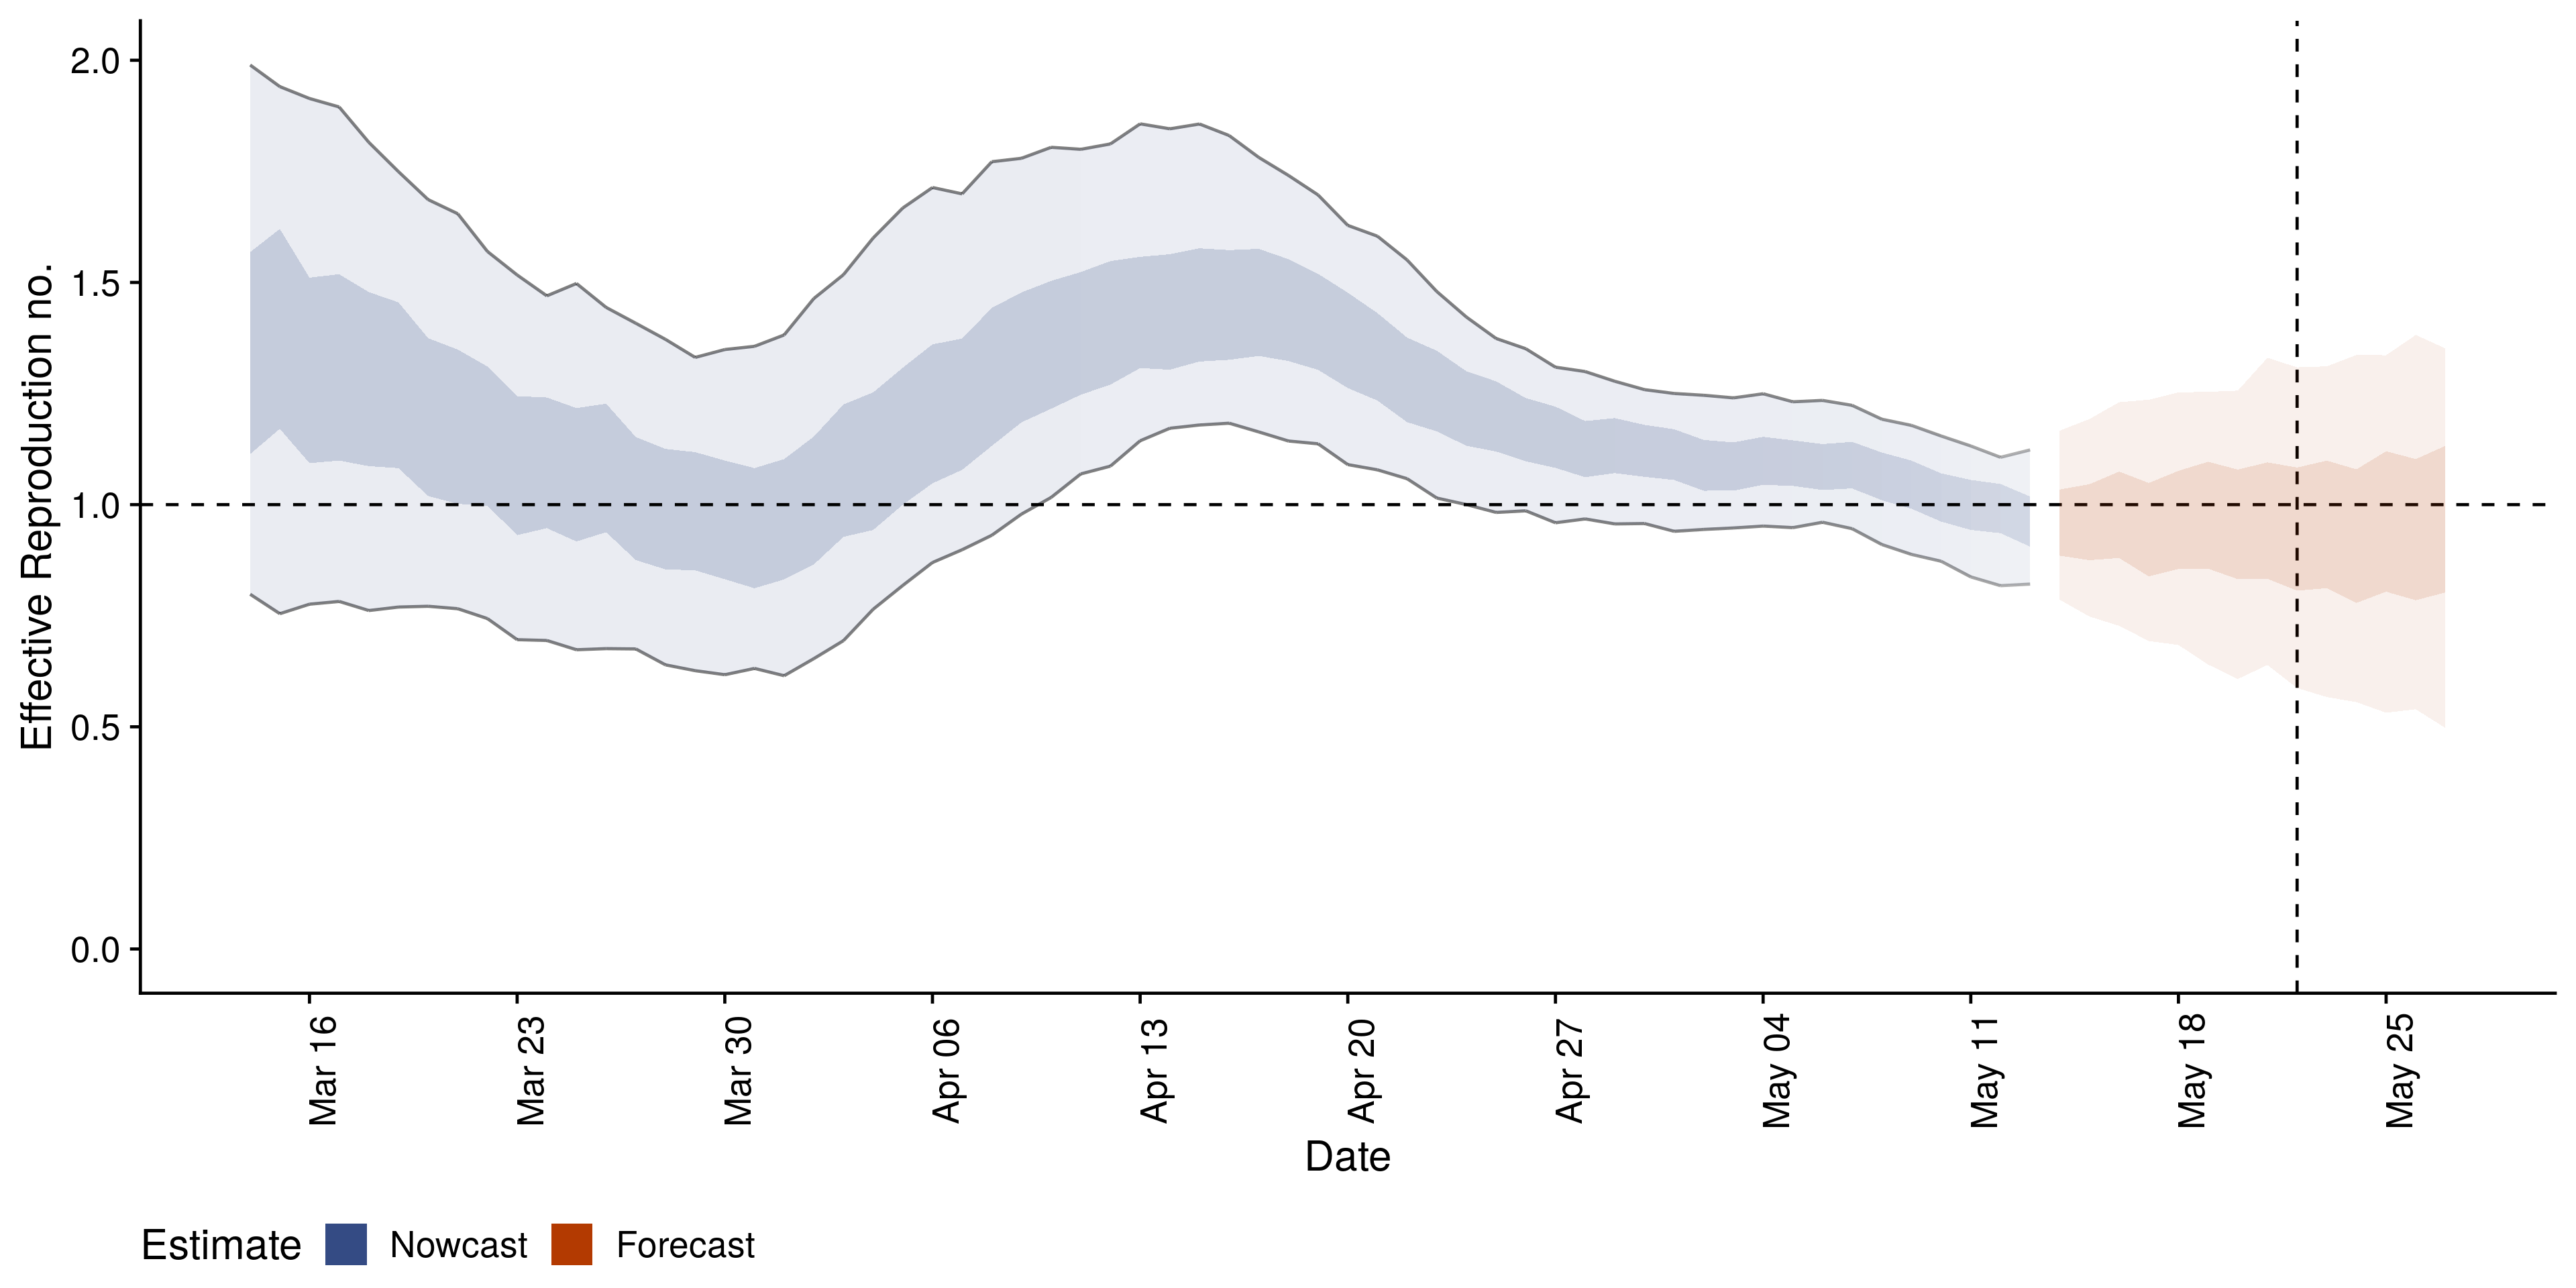 Effective Reproduction no.
2.0
1.5
1.0
0.5
0.0
Mar 16
Mar 23
Mar 30
Apr 06
Apr 13
Apr 20
Apr 27
May 04
May 11
May 18
May 25
Date
Estimate Nowcast Forecast